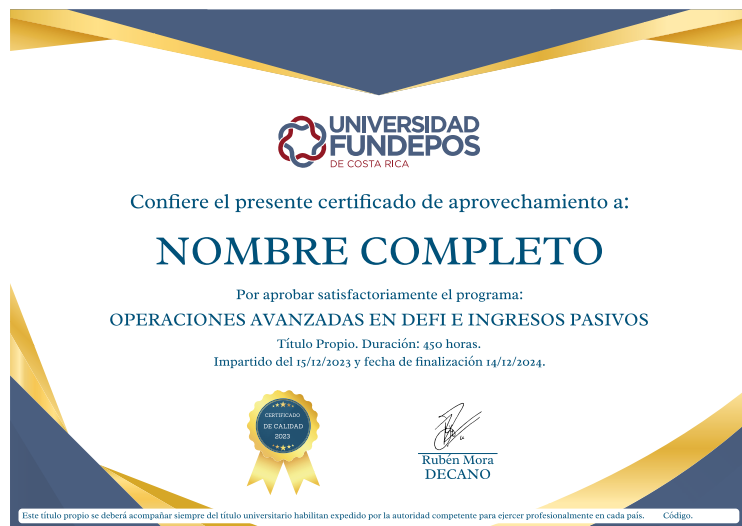 UNIVERSIDAD
FUNDEPOS
DE COSTA RICA
Confiere el presente certificado de aprovechamiento a:
NOMBRE COMPLETO
Por aprobar satisfactoriamente el programa:
OPERACIONES AVANZADAS EN DEFI E INGRESOS PASIVOS
Título Propio. Duración: 450 horas.
Impartido del 15/12/2023 y fecha de finalización 14/12/2024.
CERTIFICADO
DE CALIDAD
2023
Rubén Mora
DECANO
Este título propio se deberá acompañar siempre del título universitario habilitan expedido por la autoridad competente para ejercer profesionalmente en cada país. Código.